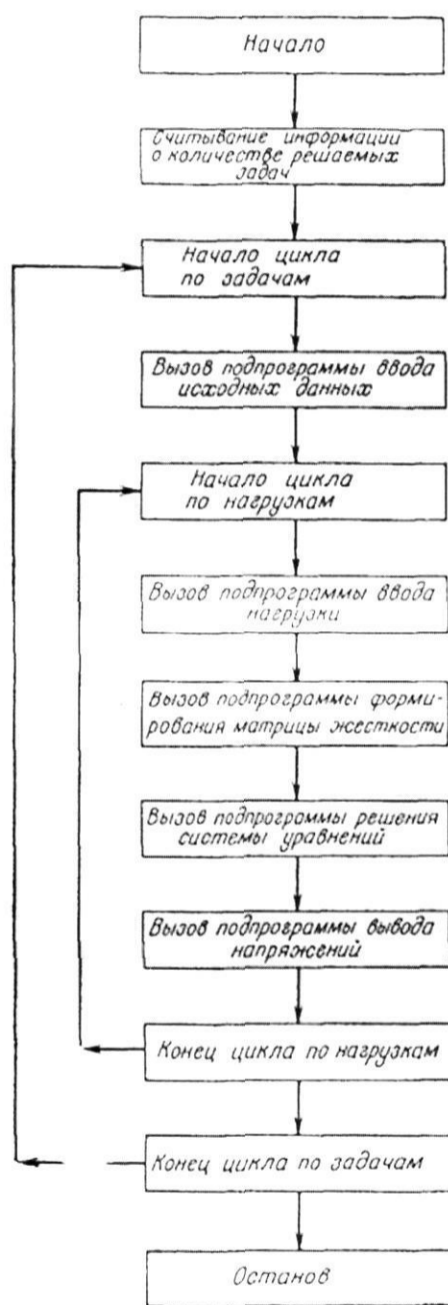 Начало
Считывание информации
о количестве решаемых
задач
Начало цикла
по задачам
Вызов подпрограммы ввода
исходных данных
Начало цикла
по нагрузкам
Вызов подпрограммы ввода
нагрузки
Вызов подпрограммы форми-
рования матрицы жесткости
Вызов подпрограммы решения
системы уравнений
Вызов подпрограммы вывода
напряжений
Конец цикла по нагрузкам
Конец цикла по задачам
Останов